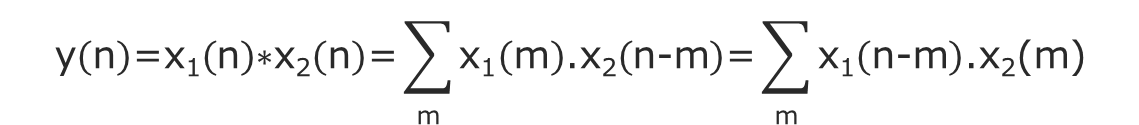 y(n)=x₁(n)*x₂(n)=∑ₘ x₁(m).x₂(n-m)=∑ₘ x₁(n-m).x₂(m)